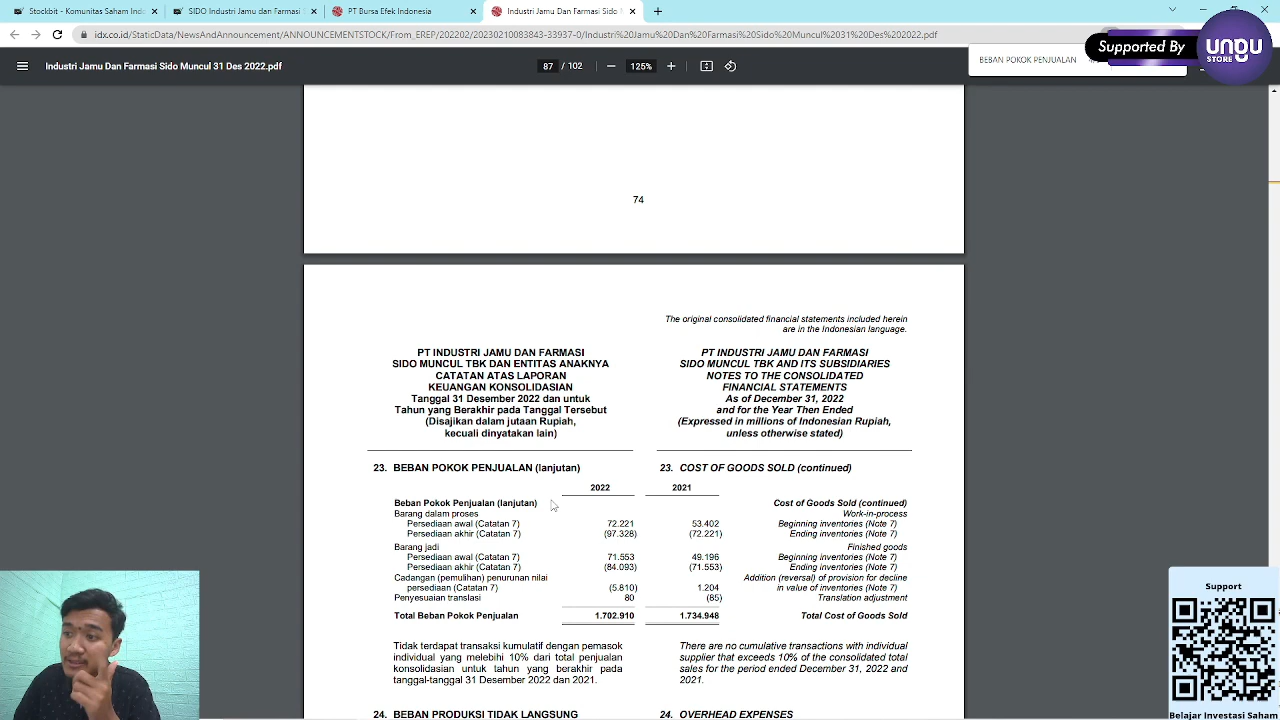 Stockbit - Komunitas Saham Ind
SIDO Industri Jamu dan Farmasi
PT Bursa Efek Indonesia
Industri Jamu Dan Farmasi Sido
idx.co.id/StaticData/NewsAndAnnouncement/ANNOUNCEMENTSTOCK/From_EREP/202302/
Industri Jamu Dan Farmasi Sido Muncul 31 Des 2022.pdf
87 / 102
125%
BEBAN POKOK PENJUALAN
Supported By
UNDU
STORE
74
The original consolidated financial statements included herein
are in the Indonesian language.
PT INDUSTRI JAMU DAN FARMASI
SIDO MUNCUL TBK DAN ENTITAS ANAKNYA
CATATAN ATAS LAPORAN
KEUANGAN KONSOLIDASIAN
Tanggal 31 Desember 2022 dan untuk
Tahun yang Berakhir pada Tanggal Tersebut
(Disajikan dalam jutaan Rupiah,
kecuali dinyatakan lain)
PT INDUSTRI JAMU DAN FARMASI
SIDO MUNCUL TBK AND ITS SUBSIDIARIES
NOTES TO THE CONSOLIDATED
FINANCIAL STATEMENTS
As of December 31, 2022
and for the Year Then Ended
(Expressed in millions of Indonesian Rupiah,
unless otherwise stated)
23. BEBAN POKOK PENJUALAN (lanjutan)
23. COST OF GOODS SOLD (continued)
2022 2021
Beban Pokok Penjualan (lanjutan) Cost of Goods Sold (continued)
Barang dalam proses Work-in-process
Persediaan awal (Catatan 7) 72.221 53.402 Beginning inventories (Note 7)
Persediaan akhir (Catatan 7) (97.328) (72.221) Ending inventories (Note 7)
Barang jadi Finished goods
Persediaan awal (Catatan 7) 71.553 49.196 Beginning inventories (Note 7)
Persediaan akhir (Catatan 7) (84.093) (71.553) Ending inventories (Note 7)
Cadangan (pemulihan) penurunan nilai Addition (reversal) of provision for decline
persediaan (Catatan 7) (5.810) 1.204 in value of inventories (Note 7)
Penyesuaian translasi 80 (85) Translation adjustment
Total Beban Pokok Penjualan 1.702.910 1.734.948 Total Cost of Goods Sold
Tidak terdapat transaksi kumulatif dengan pemasok
individual yang melebihi 10% dari total penjualan
konsolidasian untuk tahun yang berakhir pada
tanggal-tanggal 31 Desember 2022 dan 2021.
There are no cumulative transactions with individual
supplier that exceeds 10% of the consolidated total
sales for the period ended December 31, 2022 and
2021.
24. BEBAN PRODUKSI TIDAK LANGSUNG
24. OVERHEAD EXPENSES
Support
Belajar Investasi Saham